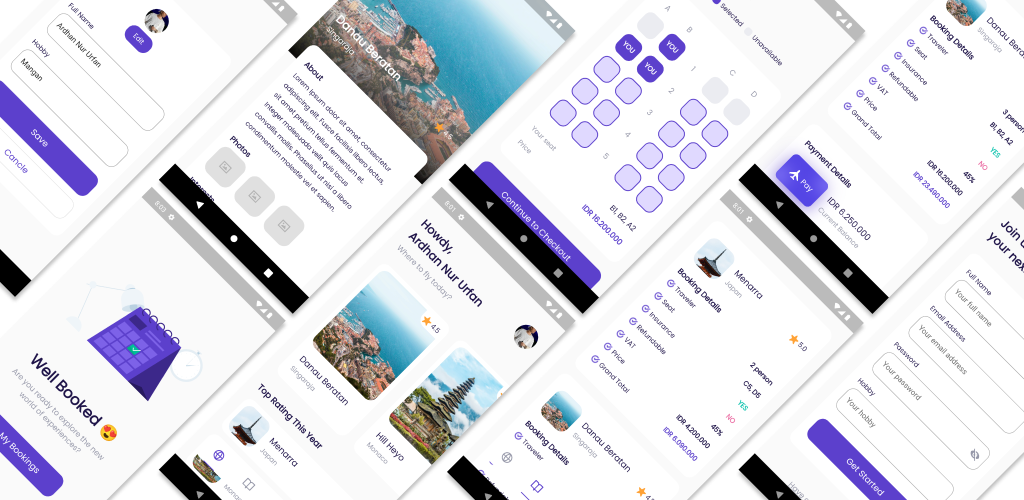 Full Name
Ardhan Nur Urfan
Edit
Hobby
Mangan
Save
Cancle
Danau Beratan
Singaraja
About
Lorem ipsum dolor sit amet, consectetur
adipiscing elit. Fusce facilisis libero lectus,
sit amet pretium tellus fermentum et.
Integer malesuada velit quis lacus
convallis mollis. Phasellus ut nisl a libero
condimentum molestie vel et sapien.
Photos
Selected
Unavailable
A
B
C
D
YOU
YOU
YOU
1
2
3
4
5
Your seat
B1, B2, A2
Price
IDR 16.200.000
Continue to Checkout
Danau Beratan
Singaraja
Booking Details
Traveler
Seat
Insurance
Refundable
VAT
Price
Grand Total
3 person
B1, B2, A2
YES
NO
45%
IDR 16.200.000
IDR 23.490.000
Payment Details
Pay
IDR 6.250.000
Current Balance
8:03
Well Booked 😍
Are you ready to explore the new
world of experiences?
My Bookings
8:01
Howdy,
Ardhan Nur Urfan
Where to fly today?
4.5
Danau Beratan
Singaraja
Hill Heyo
Monaco
Top Rating This Year
Menarra
Japan
8:01
Menarra
Japan
5.0
Booking Details
Traveler
Seat
Insurance
Refundable
VAT
Price
Grand Total
2 person
C5, D5
YES
NO
45%
IDR 4.200.000
IDR 6.090.000
Danau Beratan
Singaraja
Booking Details
Traveler
Full Name
Your full name
Email Address
Your email address
Password
Your password
Hobby
Your hobby
Get Started